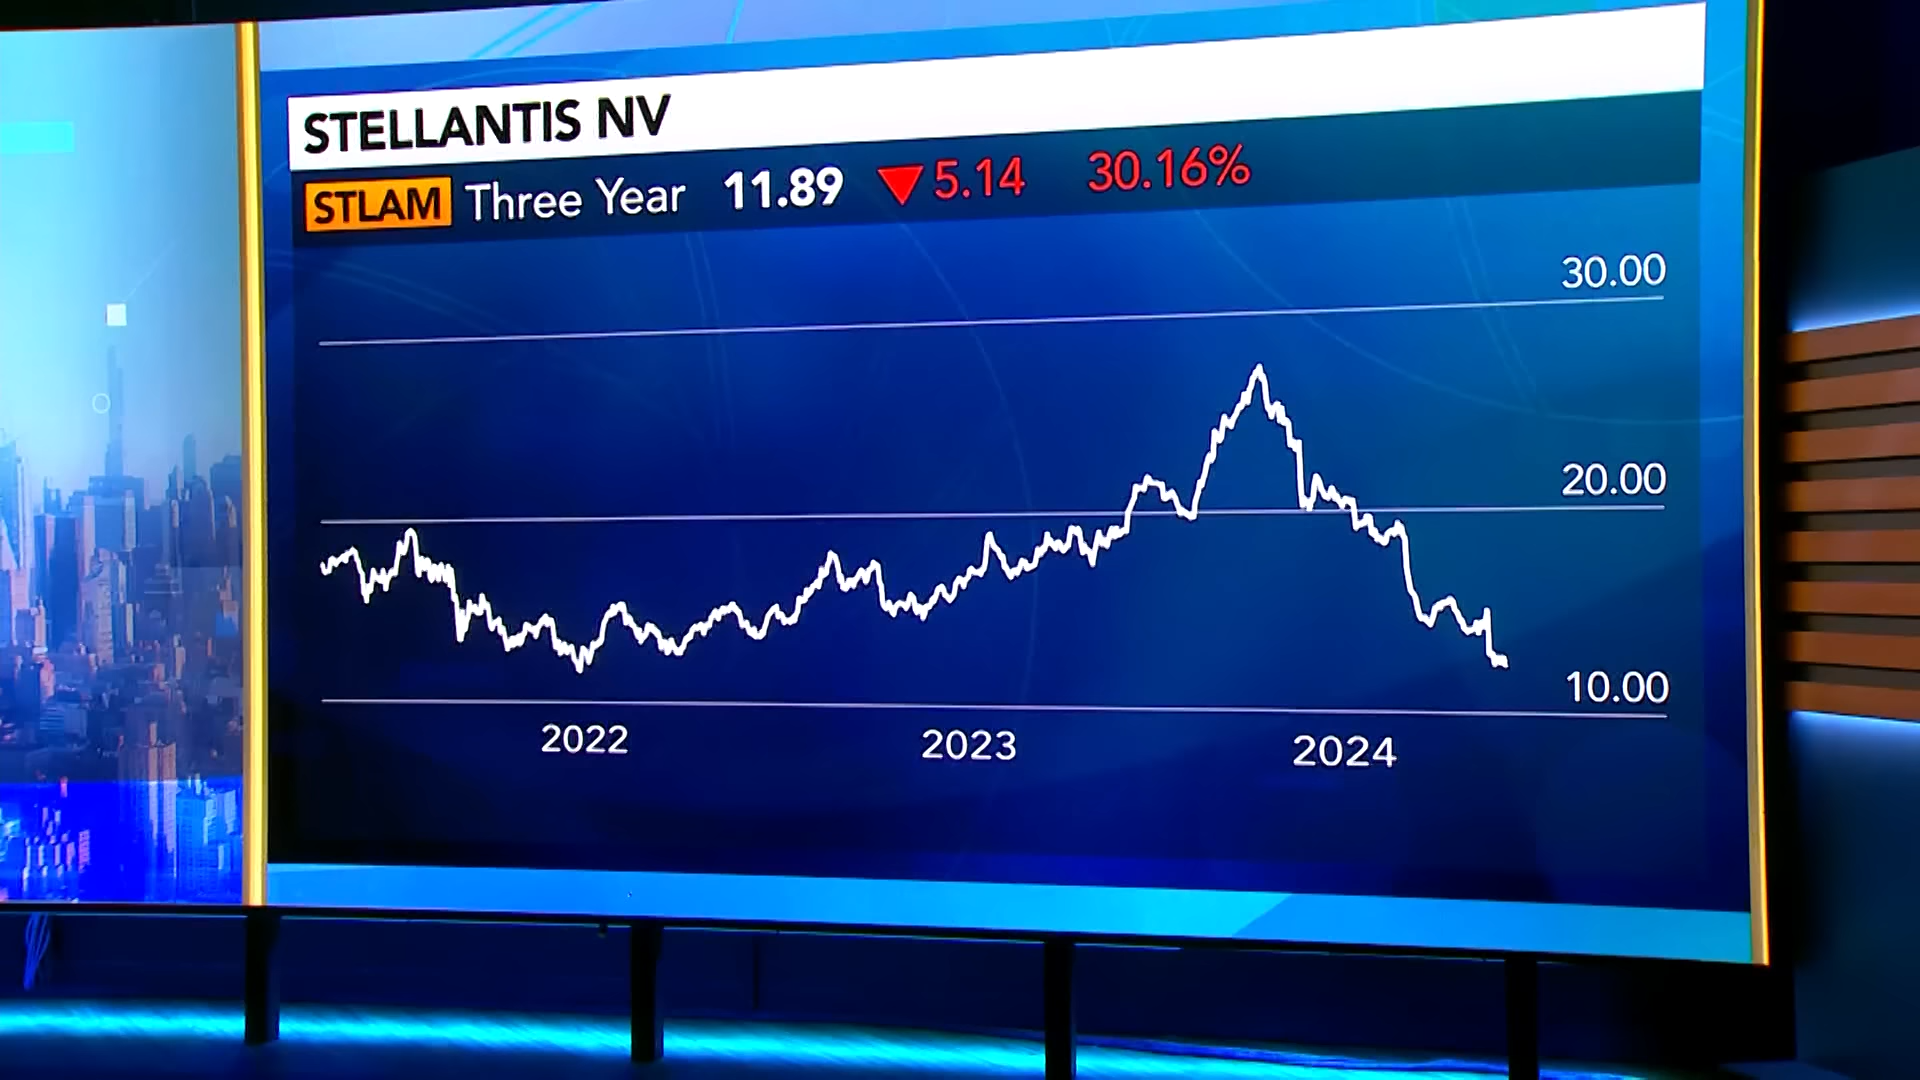 STELLANTIS NV
STLAM Three Year 11.89 ▼5.14 30.16%
30.00
20.00
10.00
2022 2023 2024